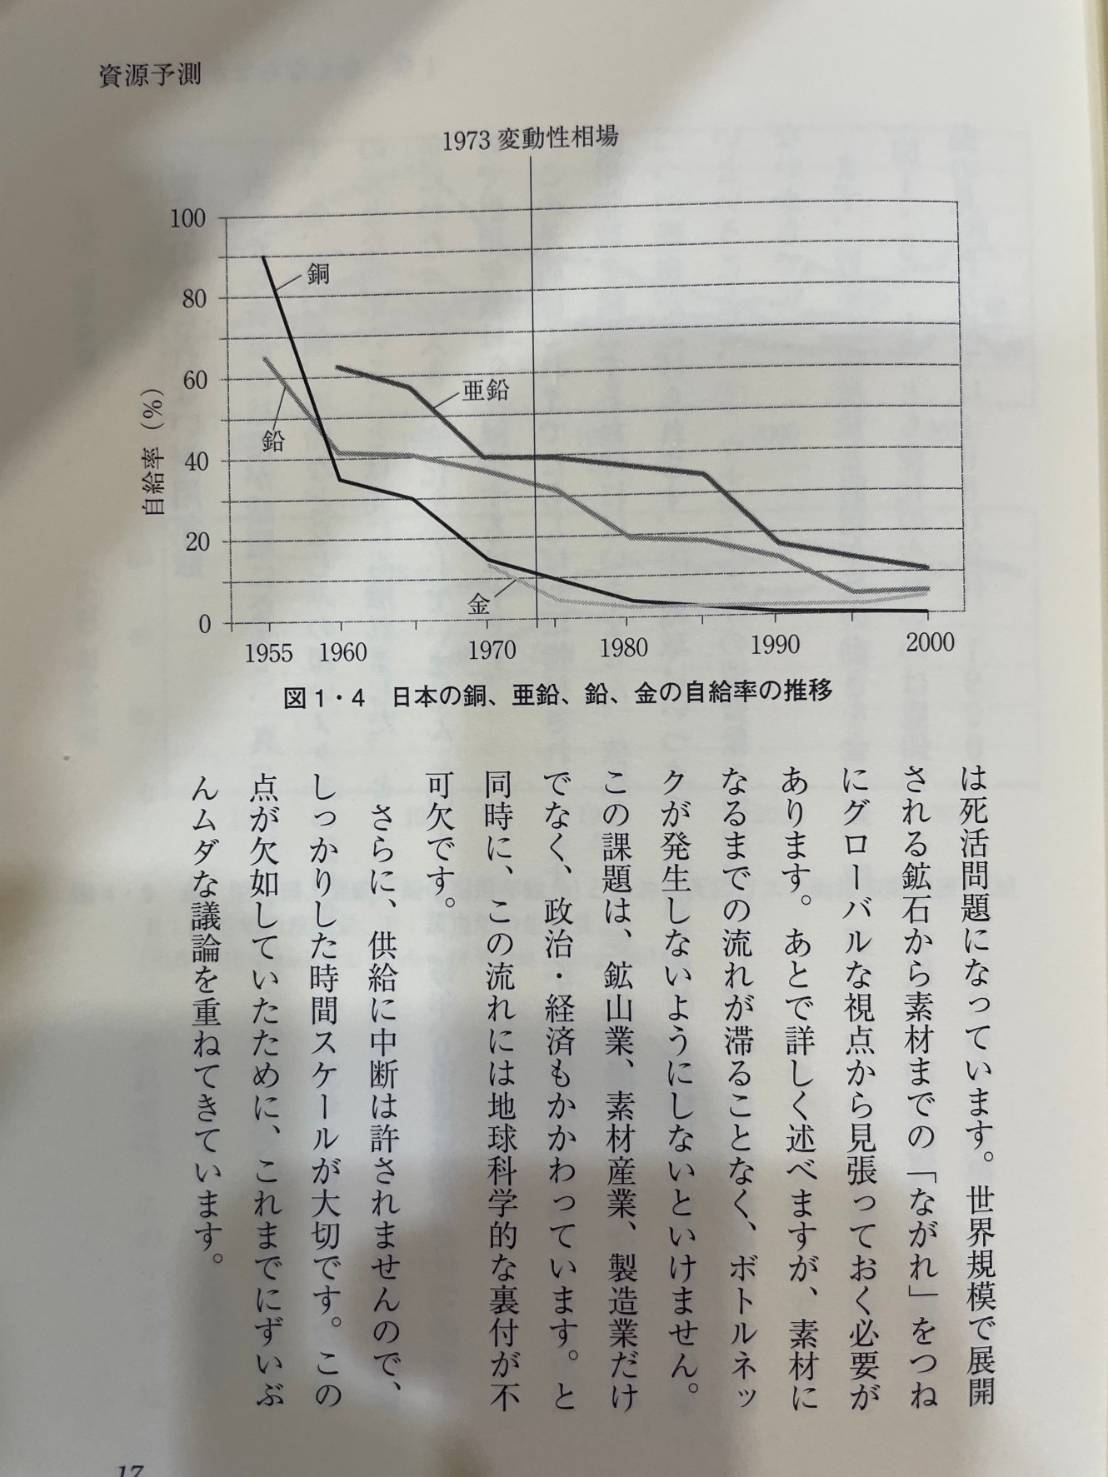 資源予測
1973 変動性相場
100
80
60
40
20
0
自給率（%）
銅
亜鉛
鉛
金
1955 1960 1970 1980 1990 2000
図1・4　日本の銅、亜鉛、鉛、金の自給率の推移
は死活問題になっています。世界規模で展開
される鉱石から素材までの「ながれ」をつね
にグローバルな視点から見張っておく必要が
あります。あとで詳しく述べますが、素材に
なるまでの流れが滞ることなく、ボトルネッ
クが発生しないようにしないといけません。
この課題は、鉱山業、素材産業、製造業だけ
でなく、政治・経済もかかわっています。と
同時に、この流れには地球科学的な裏付が不
可欠です。
　さらに、供給に中断は許されませんので、
しっかりした時間スケールが大切です。この
点が欠如していたために、これまでにずいぶ
んムダな議論を重ねてきています。
17